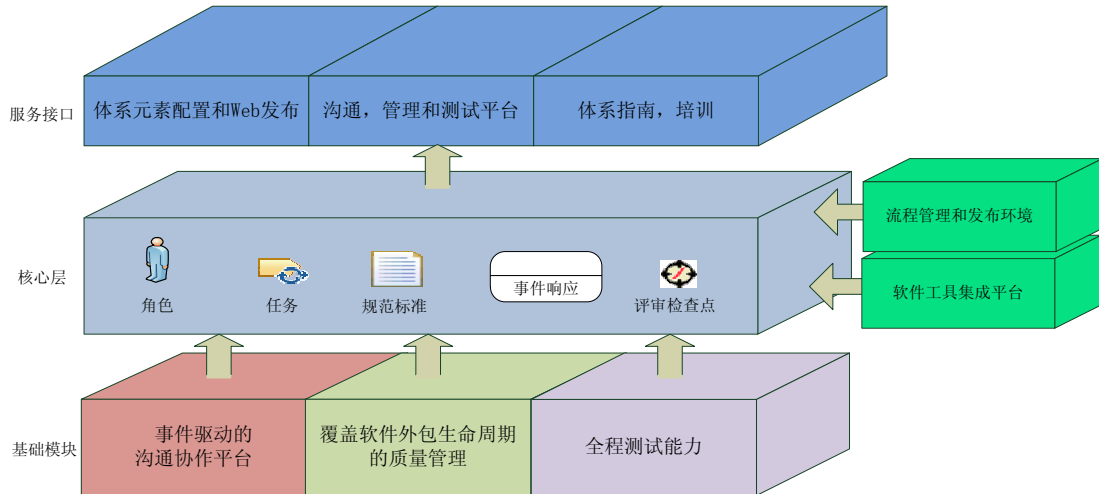 服务接口
体系元素配置和Web发布
沟通，管理和测试平台
体系指南，培训
核心层
角色
任务
规范标准
事件响应
评审检查点
流程管理和发布环境
软件工具集成平台
基础模块
事件驱动的
沟通协作平台
覆盖软件外包生命周期
的质量管理
全程测试能力